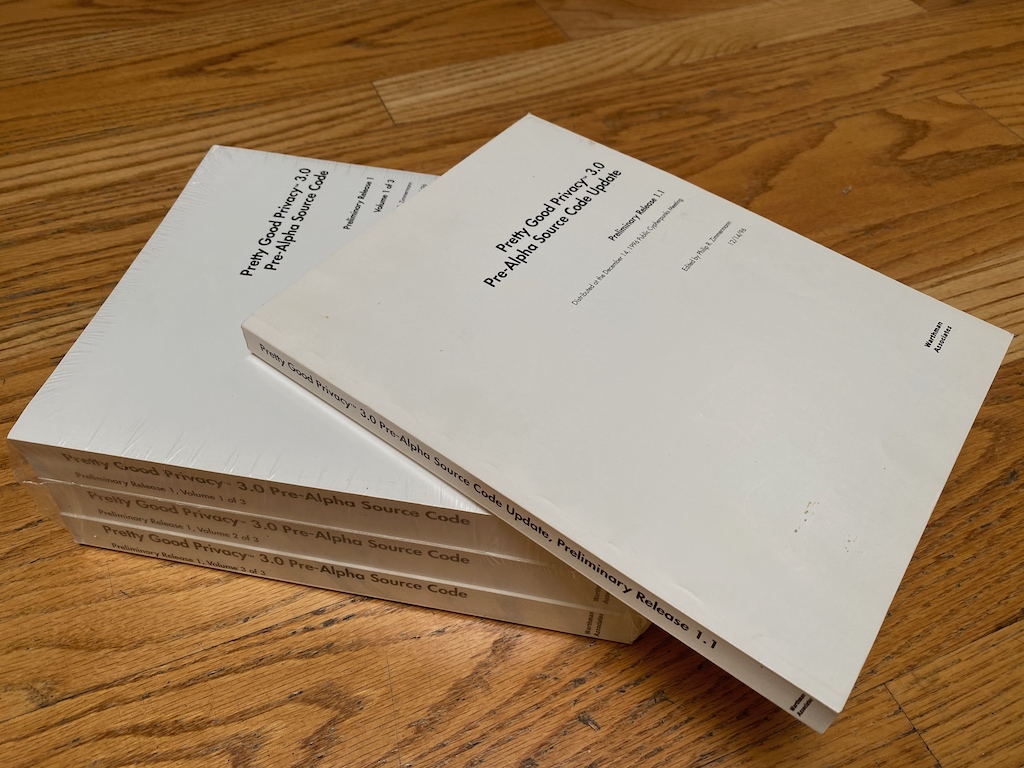 Pretty Good Privacy™ 3.0
Pre-Alpha Source Code
Preliminary Release 1
Volume 1 of 3
Pretty Good Privacy™ 3.0
Pre-Alpha Source Code Update
Preliminary Release 1.1
Distributed at the December 14, 1996 Public Cypherpunks Meeting
Edited by Philip R. Zimmermann
12/14/96
Warthman
Associates
Pretty Good Privacy™ 3.0 Pre-Alpha Source Code Update, Preliminary Release 1.1
Warthman
Associates
Pretty Good Privacy™ 3.0 Pre-Alpha Source Code
Preliminary Release 1, Volume 1 of 3
Pretty Good Privacy™ 3.0 Pre-Alpha Source Code
Preliminary Release 1, Volume 2 of 3
Pretty Good Privacy™ 3.0 Pre-Alpha Source Code
Preliminary Release 1, Volume 3 of 3
Warthman
Associates